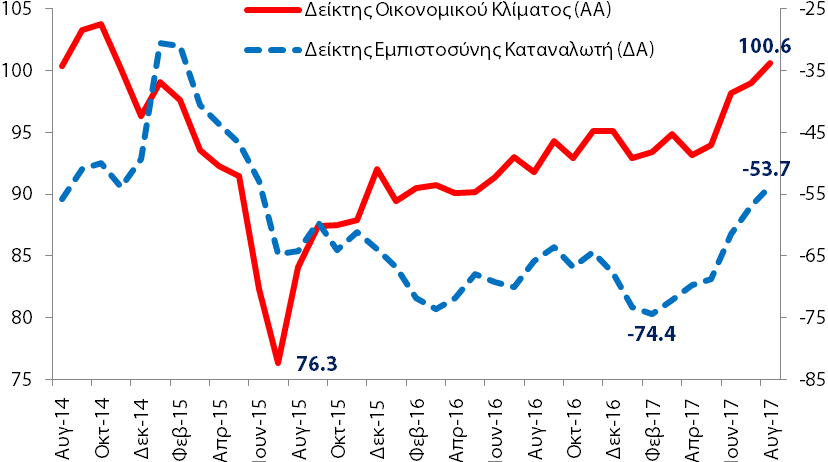 Δείκτης Οικονομικού Κλίματος (ΑΑ)
Δείκτης Εμπιστοσύνης Καταναλωτή (ΔΑ)
105
100
95
90
85
80
75
-25
-35
-45
-55
-65
-75
-85
100.6
-53.7
76.3
-74.4
Αυγ-14
Οκτ-14
Δεκ-14
Φεβ-15
Απρ-15
Ιουν-15
Αυγ-15
Οκτ-15
Δεκ-15
Φεβ-16
Απρ-16
Ιουν-16
Αυγ-16
Οκτ-16
Δεκ-16
Φεβ-17
Απρ-17
Ιουν-17
Αυγ-17